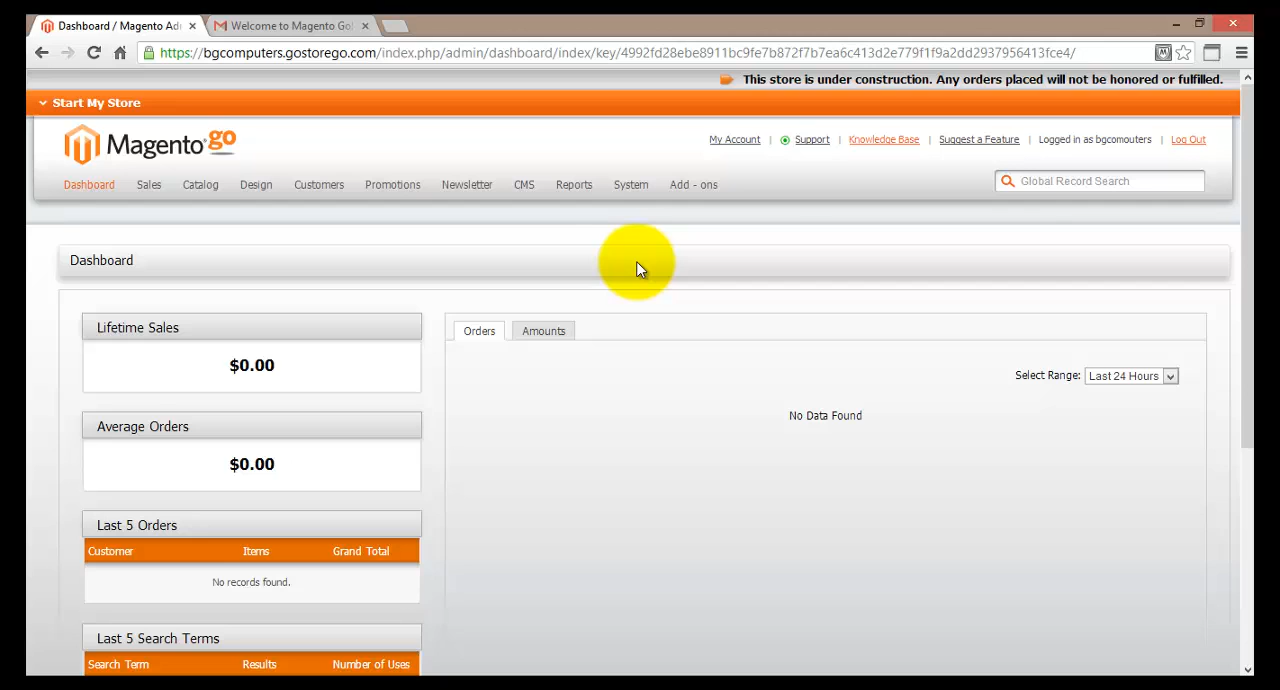 Dashboard / Magento Adm
Welcome to Magento Go!
https://bgcomputers.gostorego.com/index.php/admin/dashboard/index/key/4992fd28ebe8911bc9fe7b872f7b7ea6c413d2e779f1f9a2dd2937956413fce4/
This store is under construction. Any orders placed will not be honored or fulfilled.
Start My Store
Magento go
My Account | Support | Knowledge Base | Suggest a Feature | Logged in as bgcomouters | Log Out
Dashboard Sales Catalog Design Customers Promotions Newsletter CMS Reports System Add - ons
Global Record Search
Dashboard
Lifetime Sales
$0.00
Average Orders
$0.00
Last 5 Orders
Customer Items Grand Total
No records found.
Last 5 Search Terms
Search Term Results Number of Uses
Orders Amounts
Select Range: Last 24 Hours
No Data Found